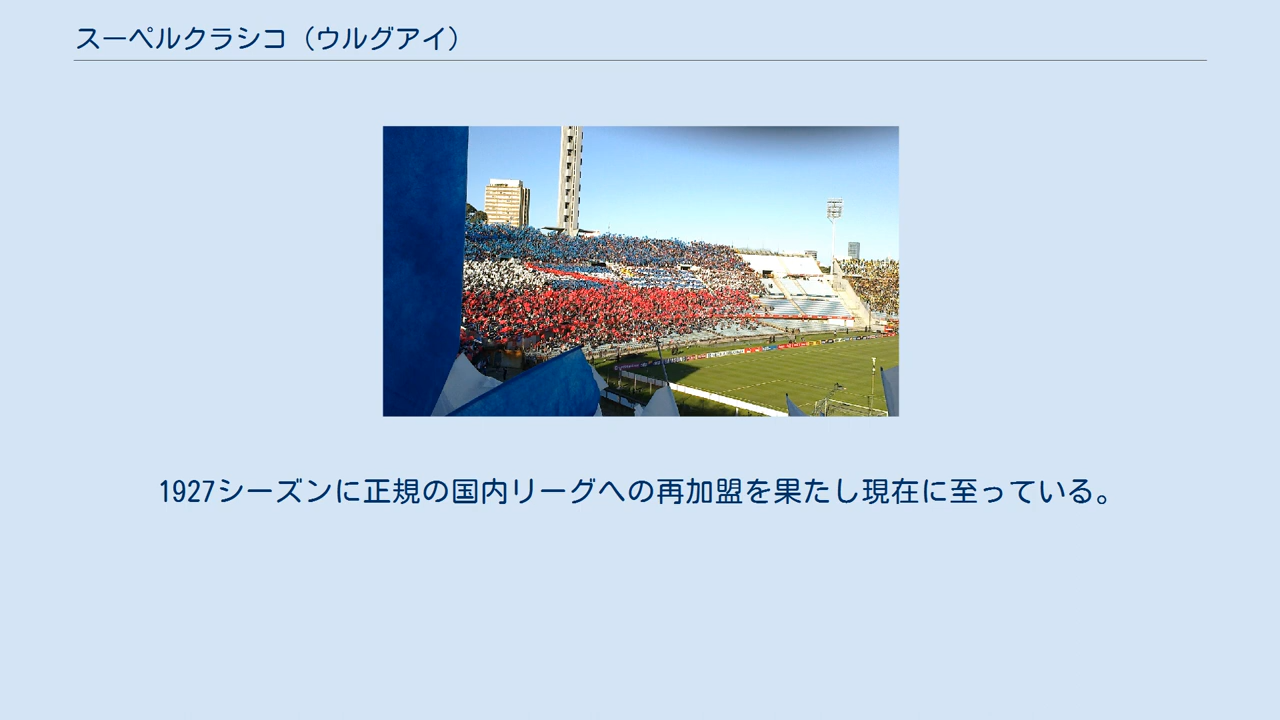 スーペルクラシコ（ウルグアイ）
1927シーズンに正規の国内リーグへの再加盟を果たし現在に至っている。